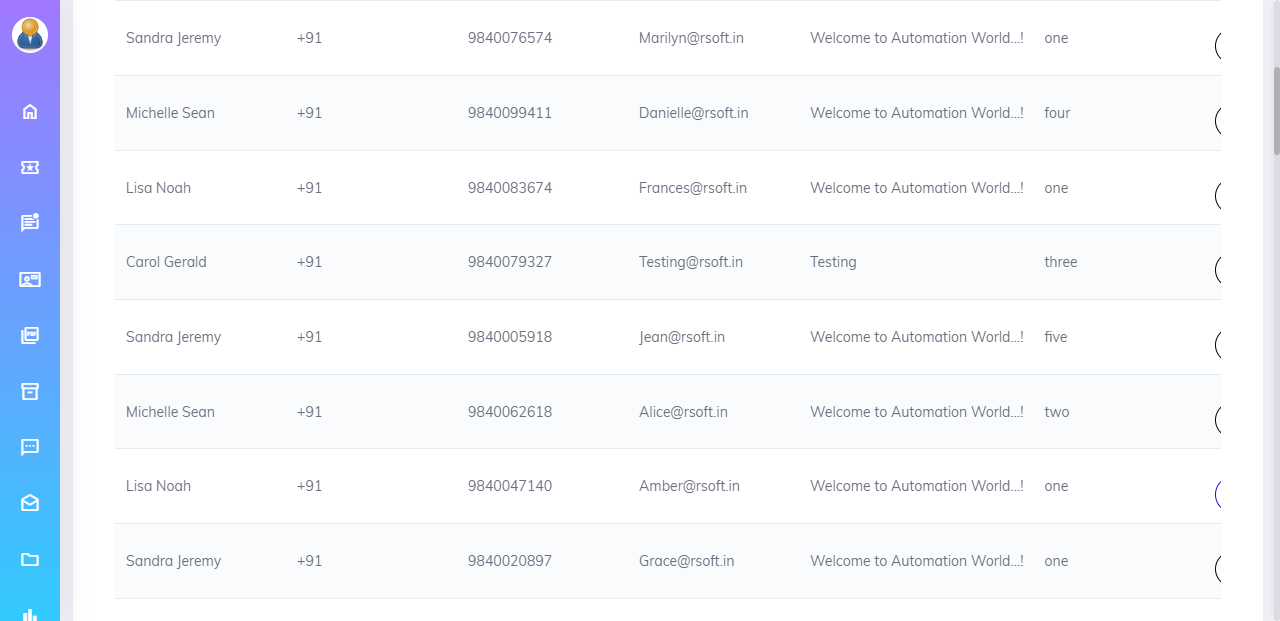 Sandra Jeremy +91 9840076574 Marilyn@rsoft.in Welcome to Automation World...! one
Michelle Sean +91 9840099411 Danielle@rsoft.in Welcome to Automation World...! four
Lisa Noah +91 9840083674 Frances@rsoft.in Welcome to Automation World...! one
Carol Gerald +91 9840079327 Testing@rsoft.in Testing three
Sandra Jeremy +91 9840005918 Jean@rsoft.in Welcome to Automation World...! five
Michelle Sean +91 9840062618 Alice@rsoft.in Welcome to Automation World...! two
Lisa Noah +91 9840047140 Amber@rsoft.in Welcome to Automation World...! one
Sandra Jeremy +91 9840020897 Grace@rsoft.in Welcome to Automation World...! one